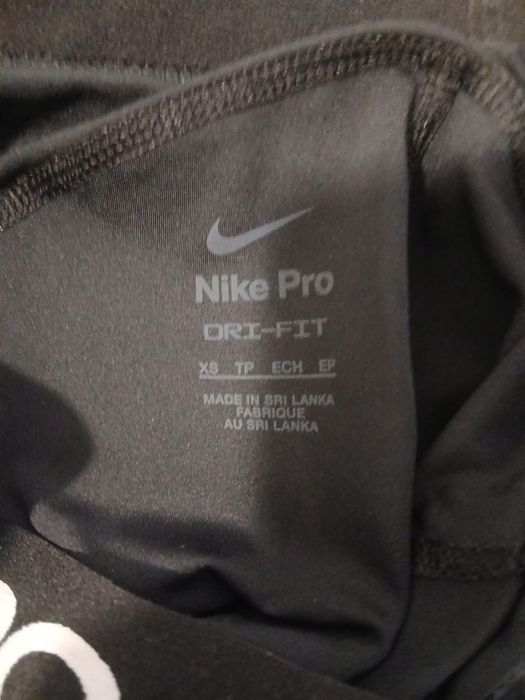 Nike Pro
DRI-FIT
XS TP ECH EP
MADE IN SRI LANKA
FABRIQUE
AU SRI LANKA